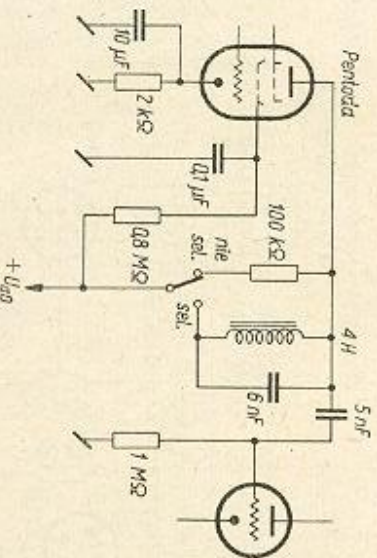 Pentoda
10 µF
2 kΩ
0,1 µF
0,8 MΩ
+ Ua0
nie
sel.
sel.
100 kΩ
4 H
6 nF
5 nF
1 MΩ